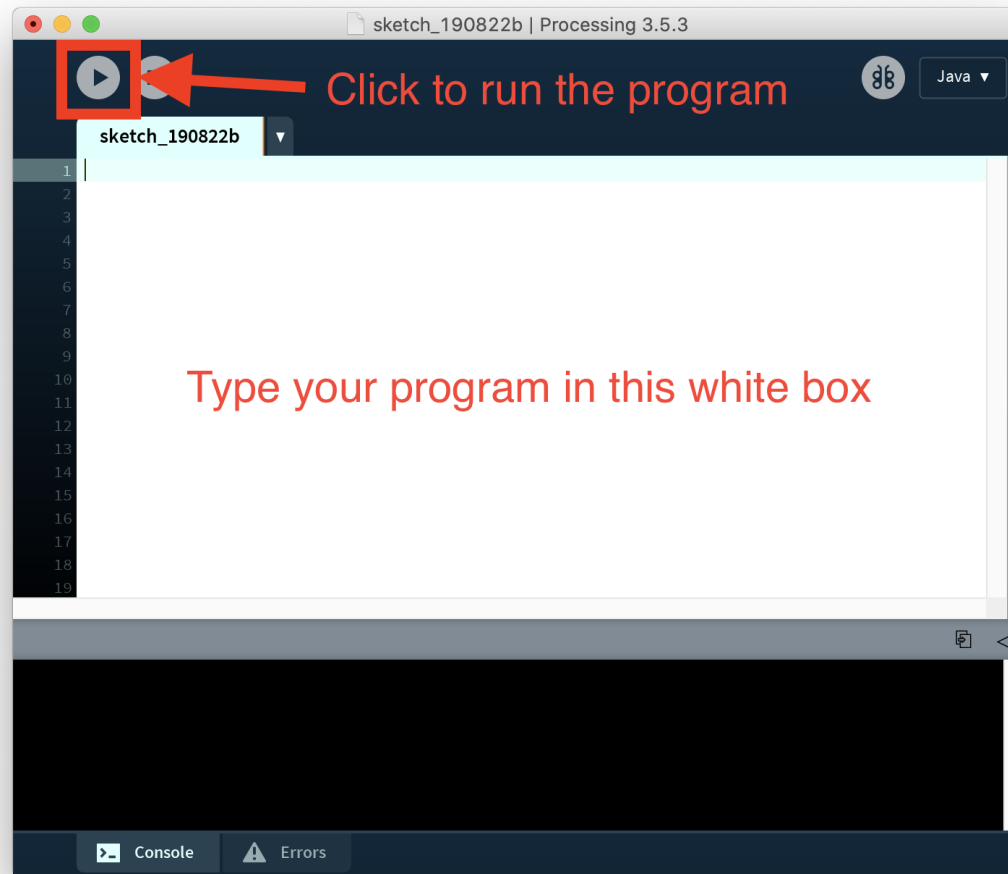 sketch_190822b | Processing 3.5.3
Click to run the program
Java ▼
sketch_190822b ▼
1
2
3
4
5
6
7
8
9
10
11
12
13
14
15
16
17
18
19
Type your program in this white box
>_ Console
Errors